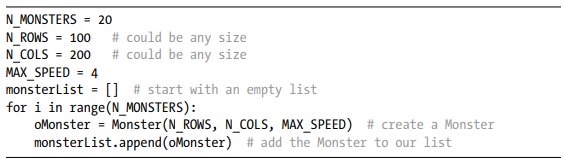 N_MONSTERS = 20
N_ROWS = 100   # could be any size
N_COLS = 200   # could be any size
MAX_SPEED = 4
monsterList = []  # start with an empty list
for i in range(N_MONSTERS):
    oMonster = Monster(N_ROWS, N_COLS, MAX_SPEED)  # create a Monster
    monsterList.append(oMonster)  # add the Monster to our list